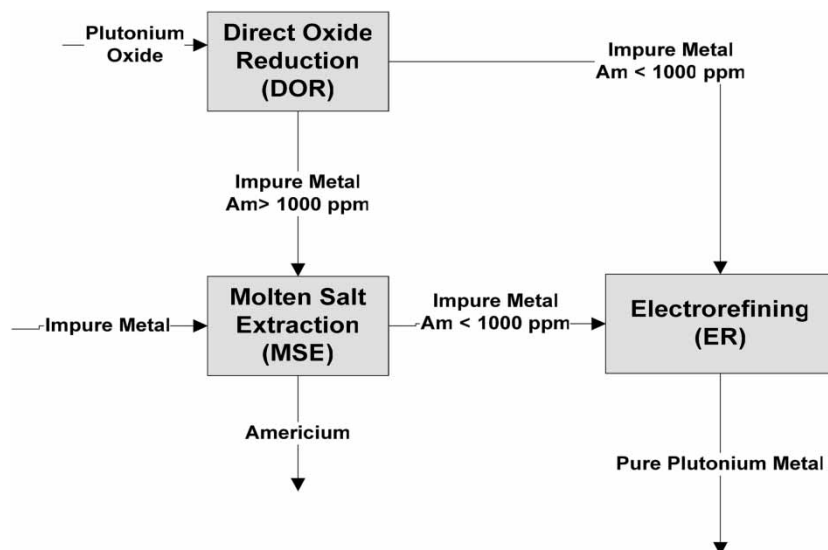 Plutonium
Oxide
Direct Oxide
Reduction
(DOR)
Impure Metal
Am < 1000 ppm
Impure Metal
Am> 1000 ppm
Impure Metal
Molten Salt
Extraction
(MSE)
Impure Metal
Am < 1000 ppm
Electrorefining
(ER)
Americium
Pure Plutonium Metal